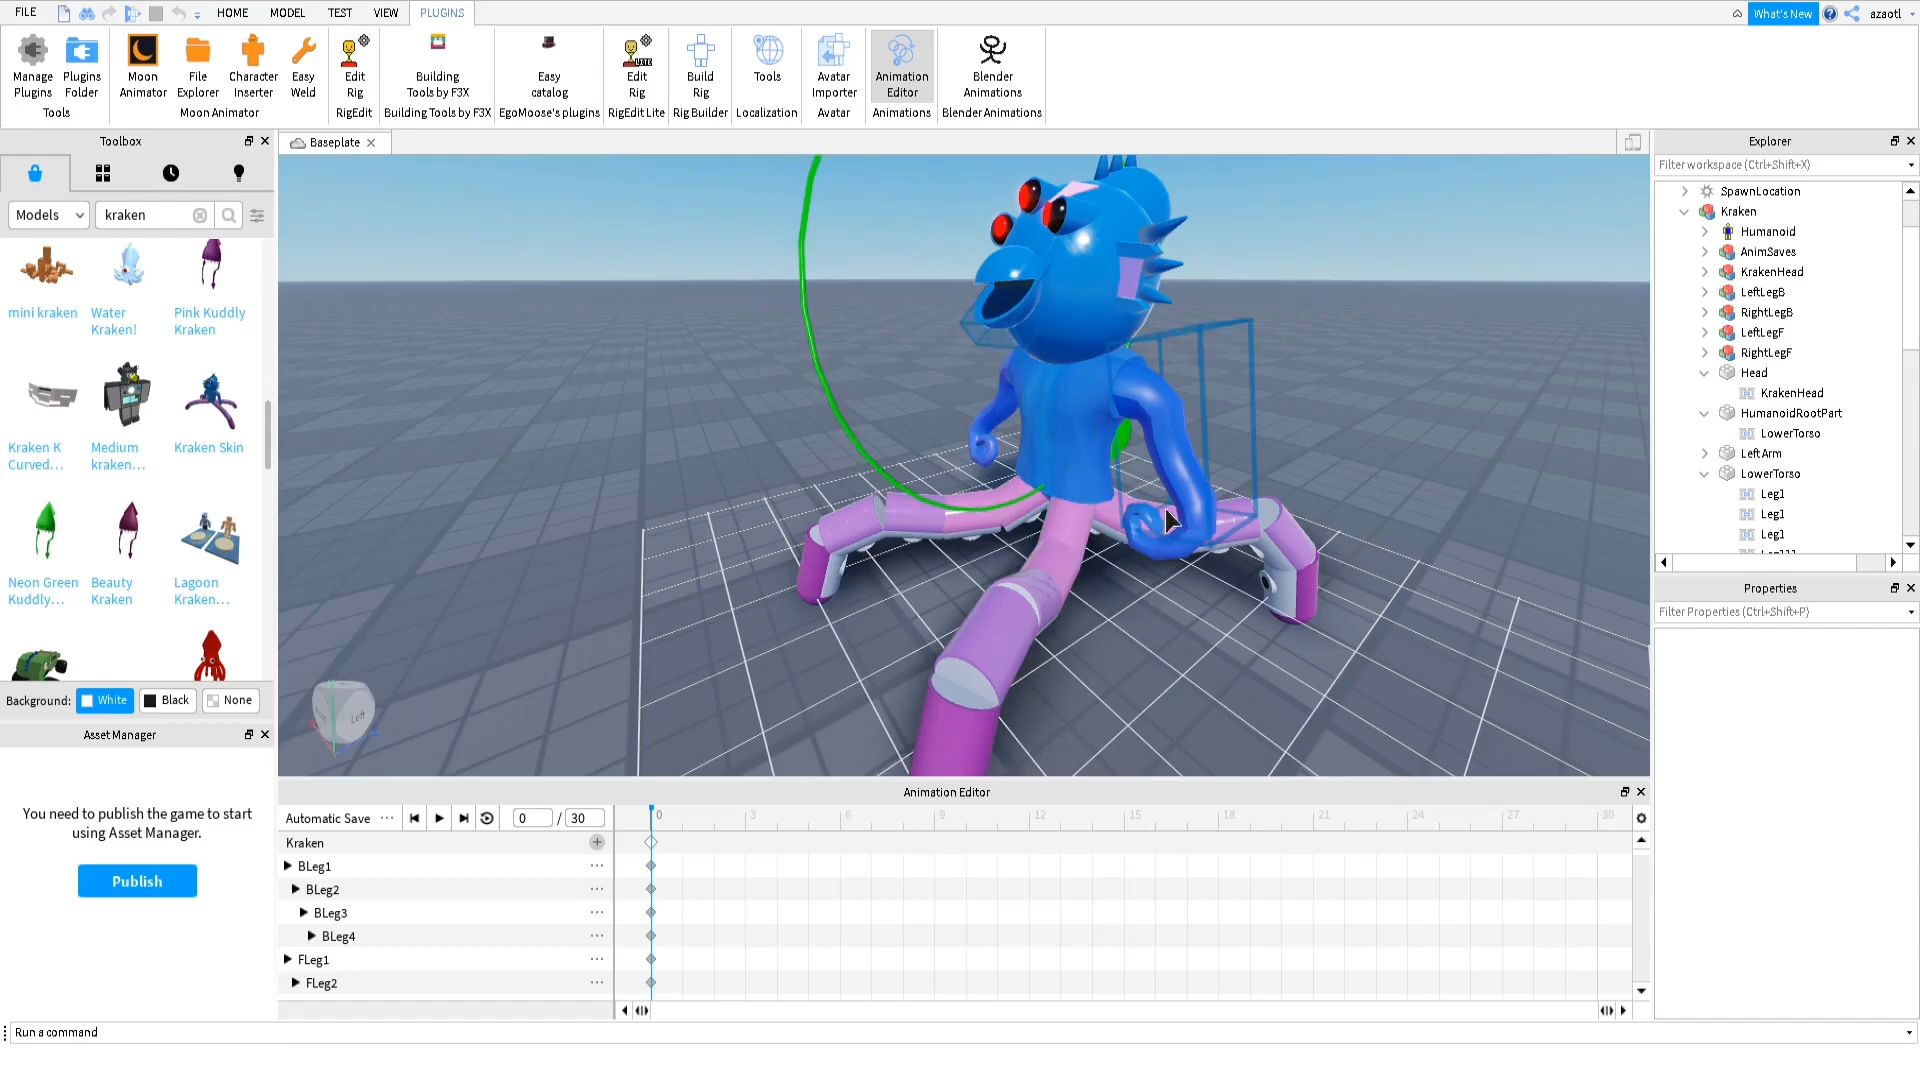 FILE HOME MODEL TEST VIEW PLUGINS What's New azaotl
Manage Plugins
Plugins Folder
Tools
Moon Animator
File Explorer
Character Inserter
Easy Weld
Moon Animator
Edit Rig
RigEdit
Building Tools by F3X
Building Tools by F3X
Easy catalog
EgoMoose's plugins
Edit Rig
RigEdit Lite
Build Rig
Rig Builder
Tools
Localization
Avatar Importer
Avatar
Animation Editor
Animations
Blender Animations
Blender Animations
Toolbox
Models
kraken
mini kraken
Water Kraken!
Pink Kuddly Kraken
Kraken K Curved...
Medium kraken...
Kraken Skin
Neon Green Kuddly...
Beauty Kraken
Lagoon Kraken...
Background: White Black None
Asset Manager
You need to publish the game to start
using Asset Manager.
Publish
Baseplate
Left
Explorer
Filter workspace (Ctrl+Shift+X)
SpawnLocation
Kraken
Humanoid
AnimSaves
KrakenHead
LeftLegB
RightLegB
LeftLegF
RightLegF
Head
KrakenHead
HumanoidRootPart
LowerTorso
LeftArm
LowerTorso
Leg1
Leg1
Leg1
Properties
Filter Properties (Ctrl+Shift+P)
Animation Editor
Automatic Save ... 0 / 30
0 3 6 9 12 15 18 21 24 27 30
Kraken
BLeg1
BLeg2
BLeg3
BLeg4
FLeg1
FLeg2
Run a command